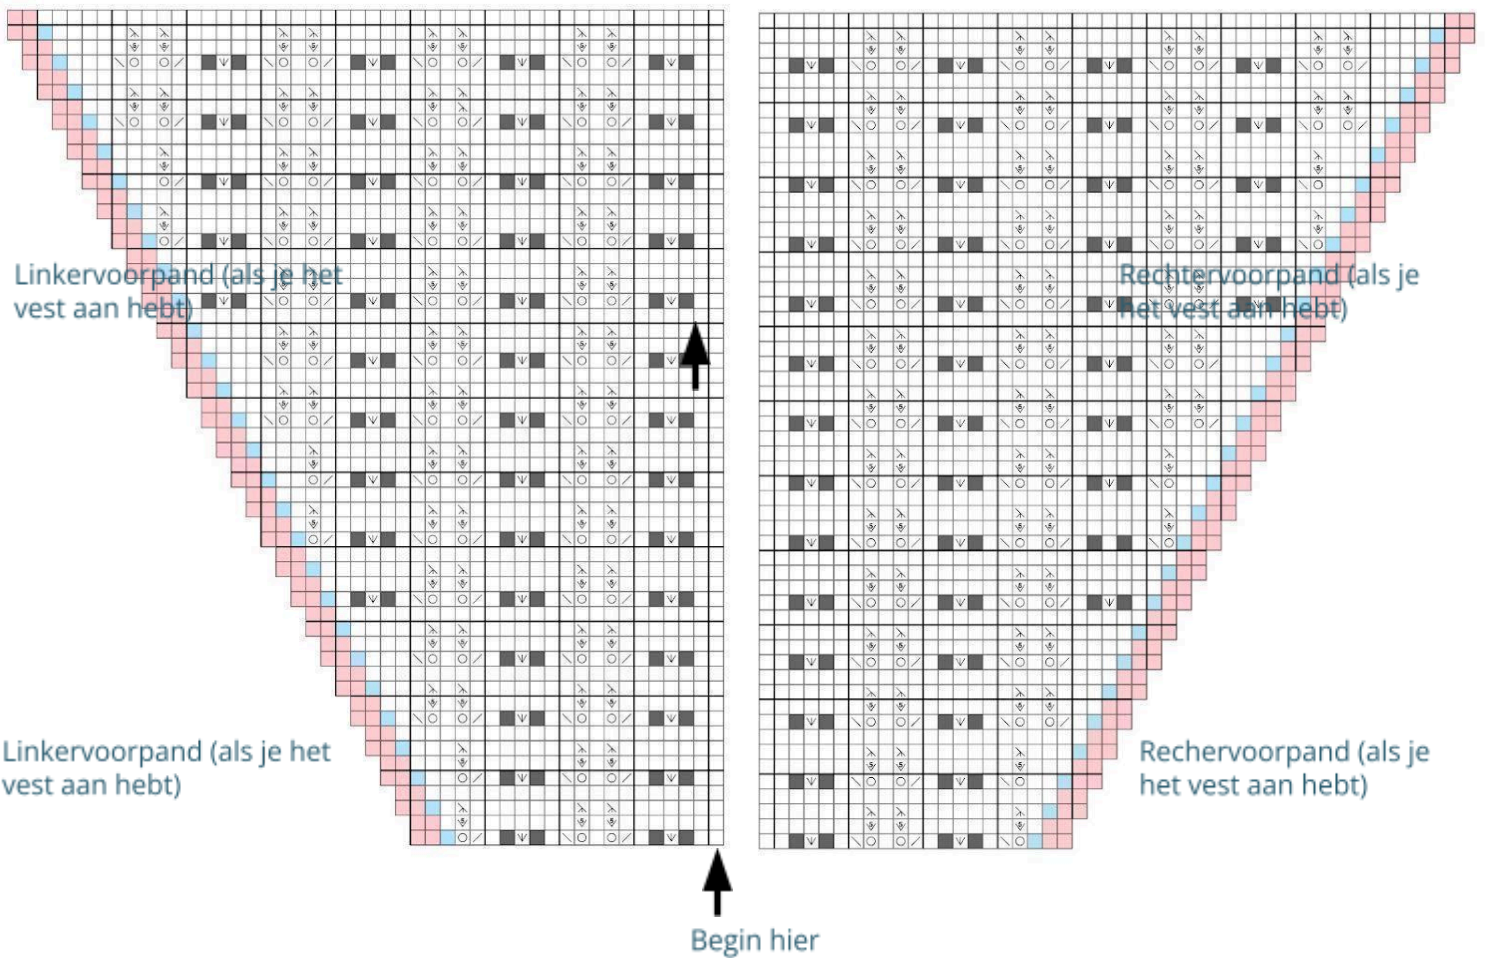 Linkervoorpand (als je het
vest aan hebt)
Rechtervoorpand (als je
het vest aan hebt)
Linkervoorpand (als je het
vest aan hebt)
Rechervoorpand (als je
het vest aan hebt)
Begin hier